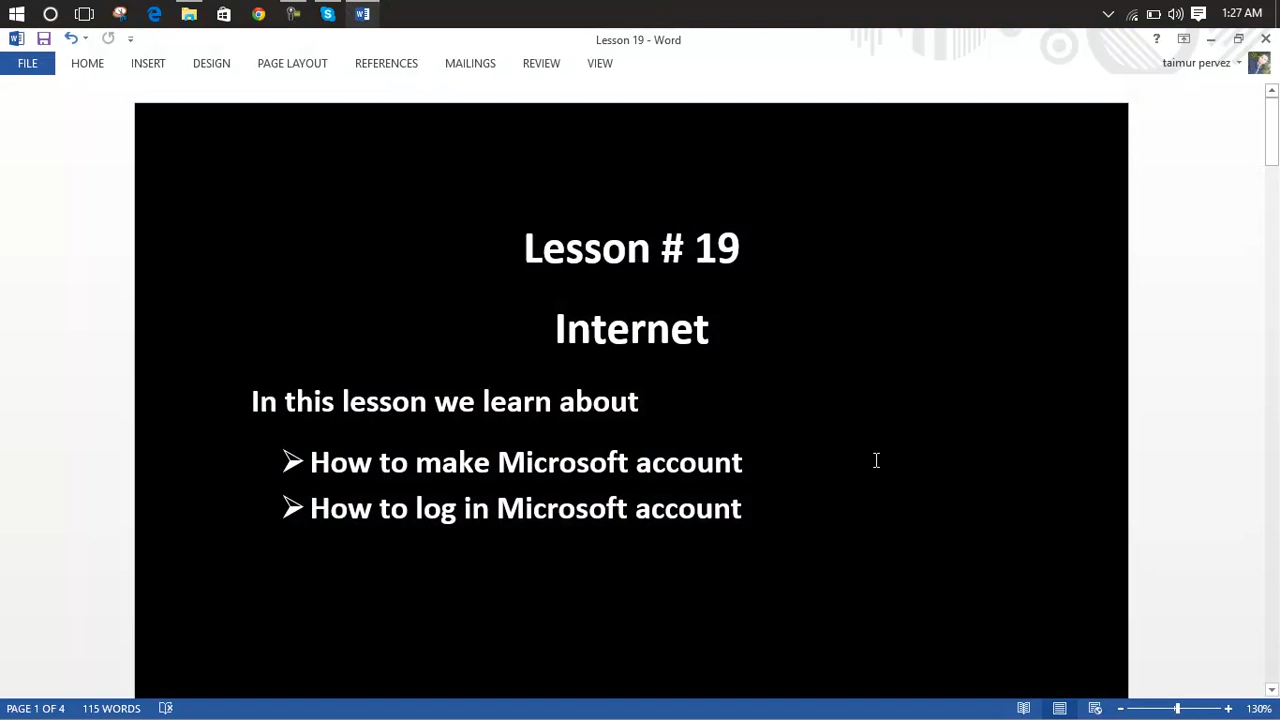 1:27 AM
Lesson 19 - Word
?
FILE HOME INSERT DESIGN PAGE LAYOUT REFERENCES MAILINGS REVIEW VIEW taimur pervez
Lesson # 19
Internet
In this lesson we learn about
➢ How to make Microsoft account
➢ How to log in Microsoft account
PAGE 1 OF 4 115 WORDS 130%